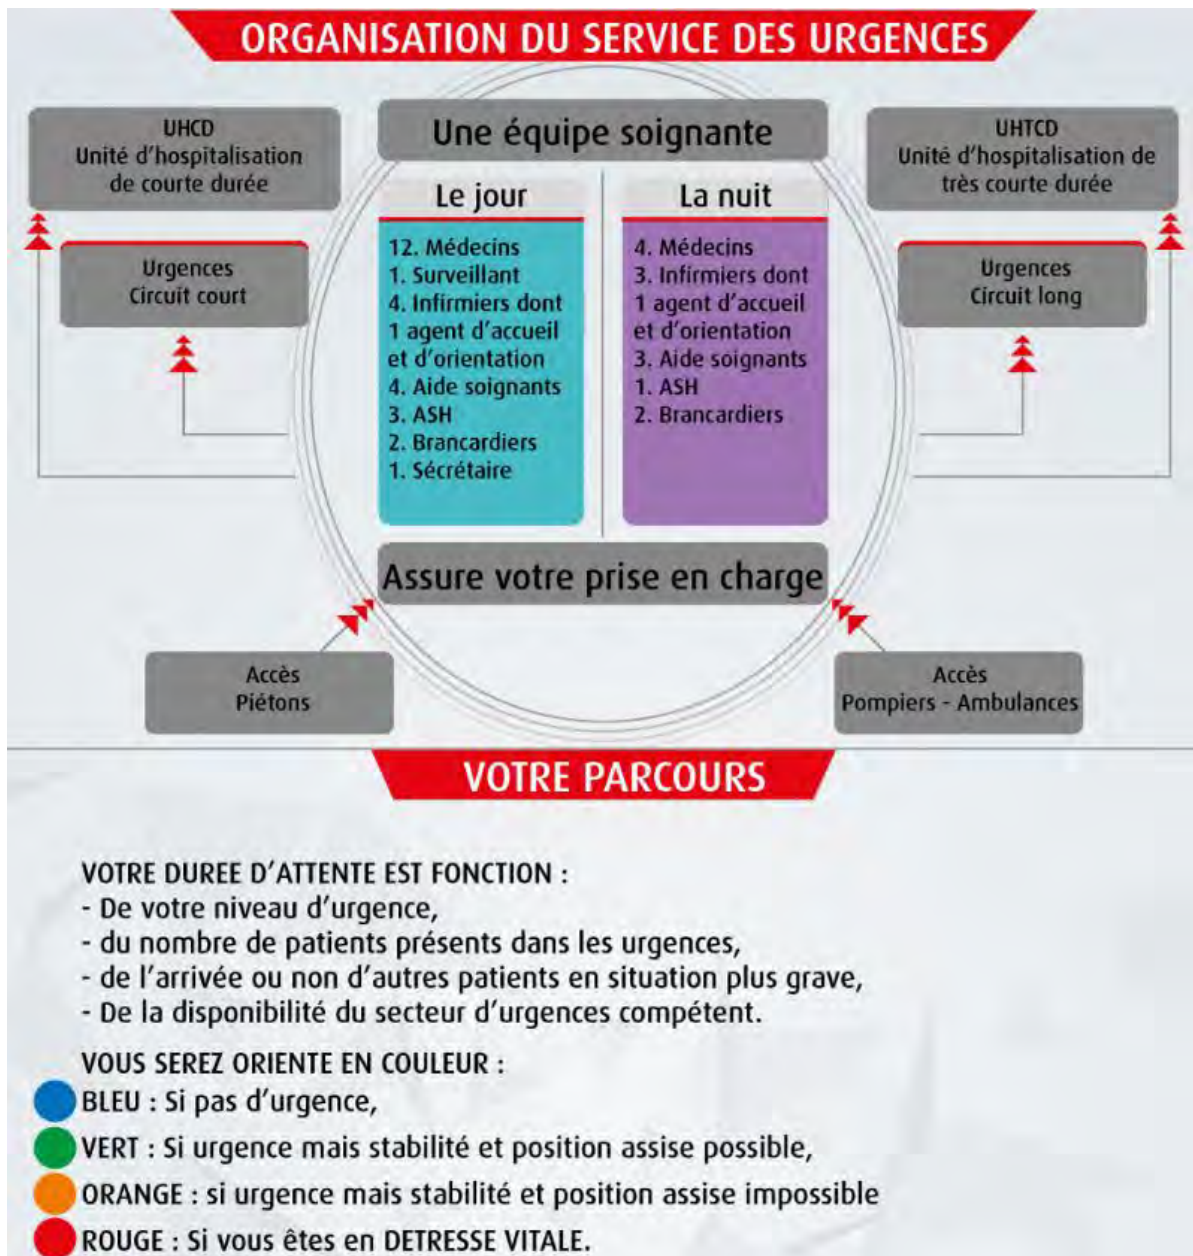 ORGANISATION DU SERVICE DES URGENCES
UHCD
Unité d'hospitalisation
de courte durée
Urgences
Circuit court
Une équipe soignante
Le jour
12. Médecins
1. Surveillant
4. Infirmiers dont
1 agent d'accueil
et d'orientation
4. Aide soignants
3. ASH
2. Brancardiers
1. Sécrétaire
La nuit
4. Médecins
3. Infirmiers dont
1 agent d'accueil
et d'orientation
3. Aide soignants
1. ASH
2. Brancardiers
UHTCD
Unité d'hospitalisation de
très courte durée
Urgences
Circuit long
Assure votre prise en charge
Accès
Piétons
Accès
Pompiers - Ambulances
VOTRE PARCOURS
VOTRE DUREE D'ATTENTE EST FONCTION :
- De votre niveau d'urgence,
- du nombre de patients présents dans les urgences,
- de l'arrivée ou non d'autres patients en situation plus grave,
- De la disponibilité du secteur d'urgences compétent.
VOUS SEREZ ORIENTE EN COULEUR :
BLEU : Si pas d'urgence,
VERT : Si urgence mais stabilité et position assise possible,
ORANGE : si urgence mais stabilité et position assise impossible
ROUGE : Si vous êtes en DETRESSE VITALE.